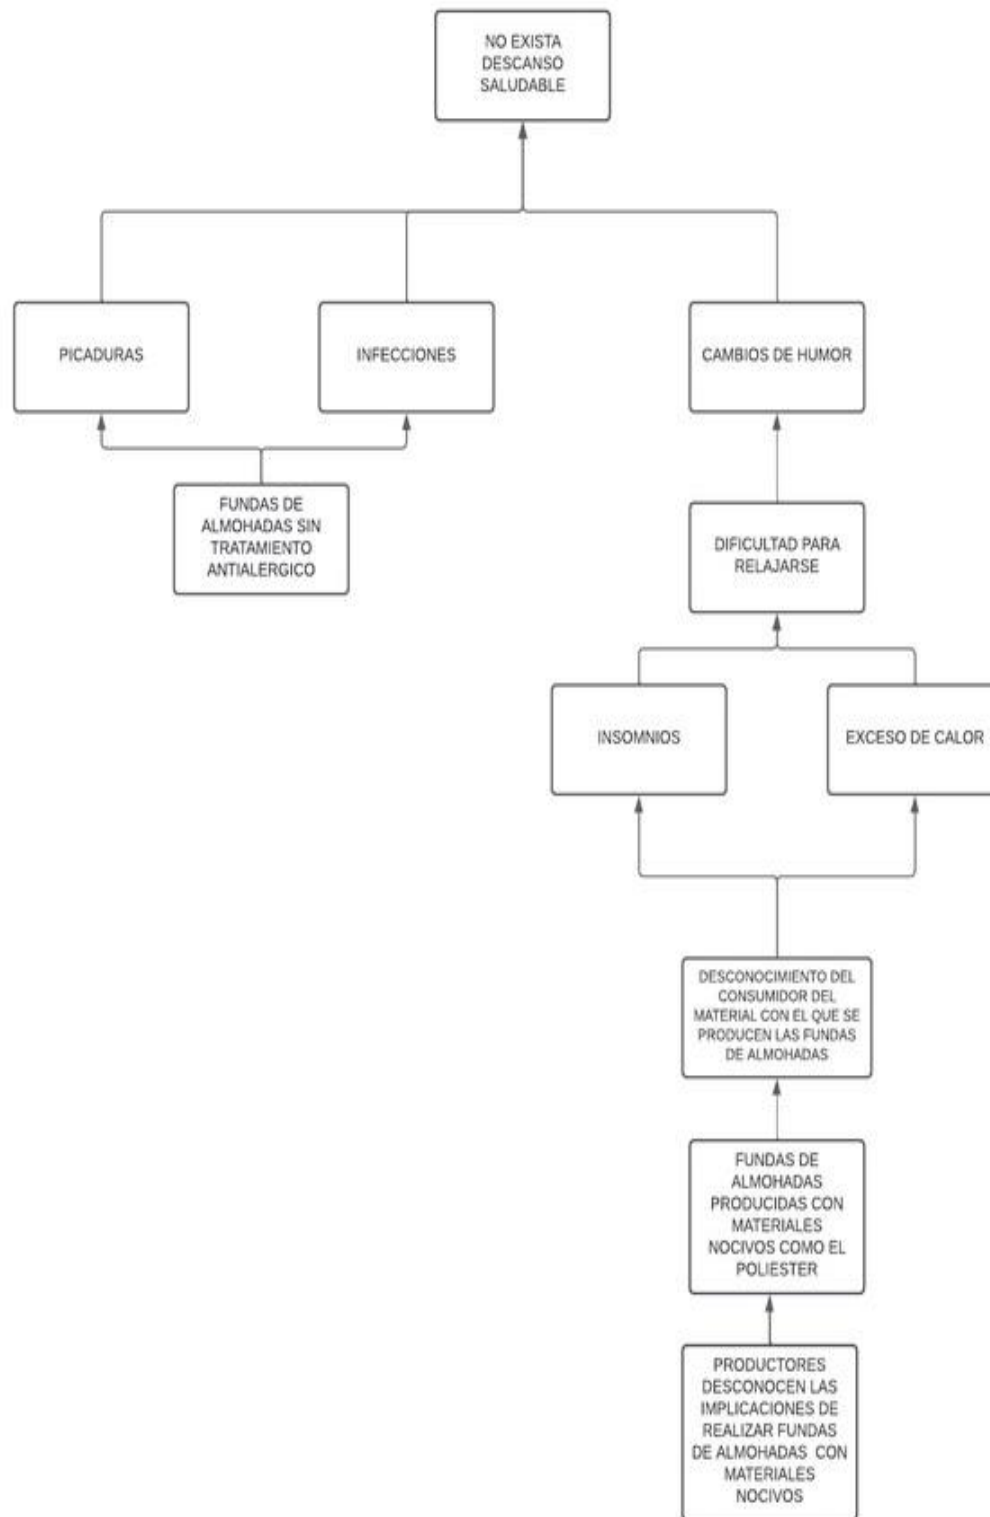 NO EXISTA
DESCANSO
SALUDABLE
PICADURAS
INFECCIONES
CAMBIOS DE HUMOR
FUNDAS DE
ALMOHADAS SIN
TRATAMIENTO
ANTIALERGICO
DIFICULTAD PARA
RELAJARSE
INSOMNIOS
EXCESO DE CALOR
DESCONOCIMIENTO DEL
CONSUMIDOR DEL
MATERIAL CON EL QUE SE
PRODUCEN LAS FUNDAS
DE ALMOHADAS
FUNDAS DE
ALMOHADAS
PRODUCIDAS CON
MATERIALES
NOCIVOS COMO EL
POLIESTER
PRODUCTORES
DESCONOCEN LAS
IMPLICACIONES DE
REALIZAR FUNDAS
DE ALMOHADAS CON
MATERIALES
NOCIVOS